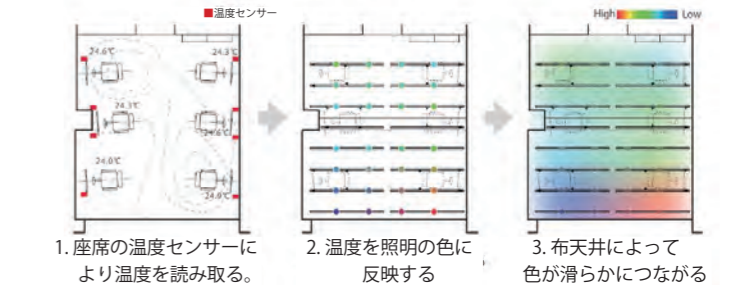 ■温度センサー
High Low
24.6℃
24.3℃
24.3℃
24.6℃
24.0℃
24.8℃
1. 座席の温度センサーに
より温度を読み取る。
2. 温度を照明の色に
反映する
3. 布天井によって
色が滑らかにつながる